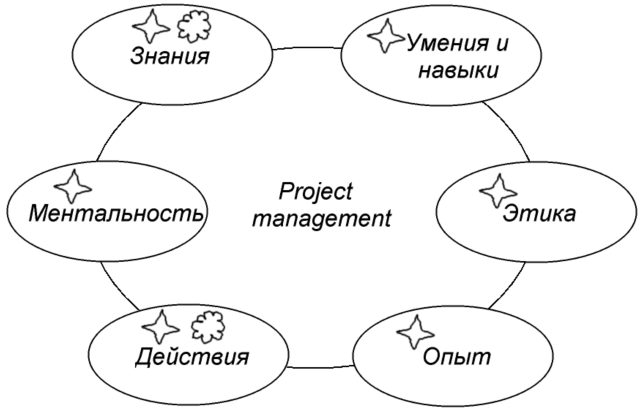 Знания
Умения и
навыки
Ментальность
Project
management
Этика
Действия
Опыт